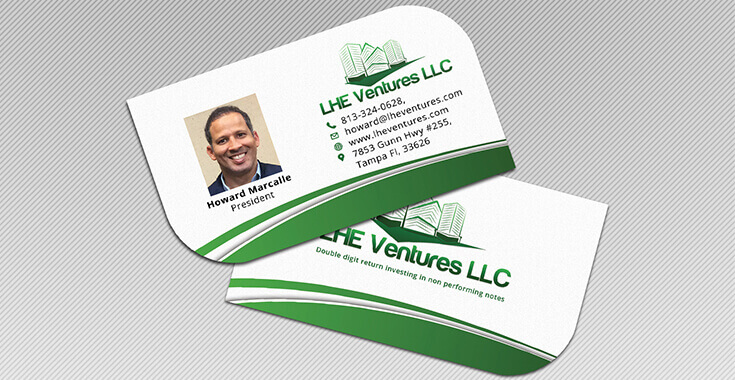 LHE Ventures LLC
813-324-0628,
howard@lheventures.com
www.lheventures.com
7853 Gunn Hwy #255,
Tampa Fl, 33626
Howard Marcalle
President
LHE Ventures LLC
Double digit return investing in non performing notes